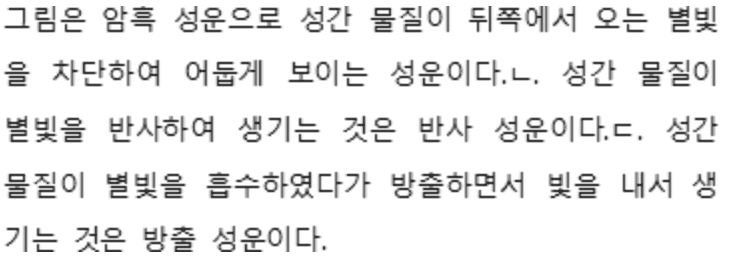 그림은 암흑 성운으로 성간 물질이 뒤쪽에서 오는 별빛
을 차단하여 어둡게 보이는 성운이다.ㄴ. 성간 물질이
별빛을 반사하여 생기는 것은 반사 성운이다.ㄷ. 성간
물질이 별빛을 흡수하였다가 방출하면서 빛을 내서 생
기는 것은 방출 성운이다.